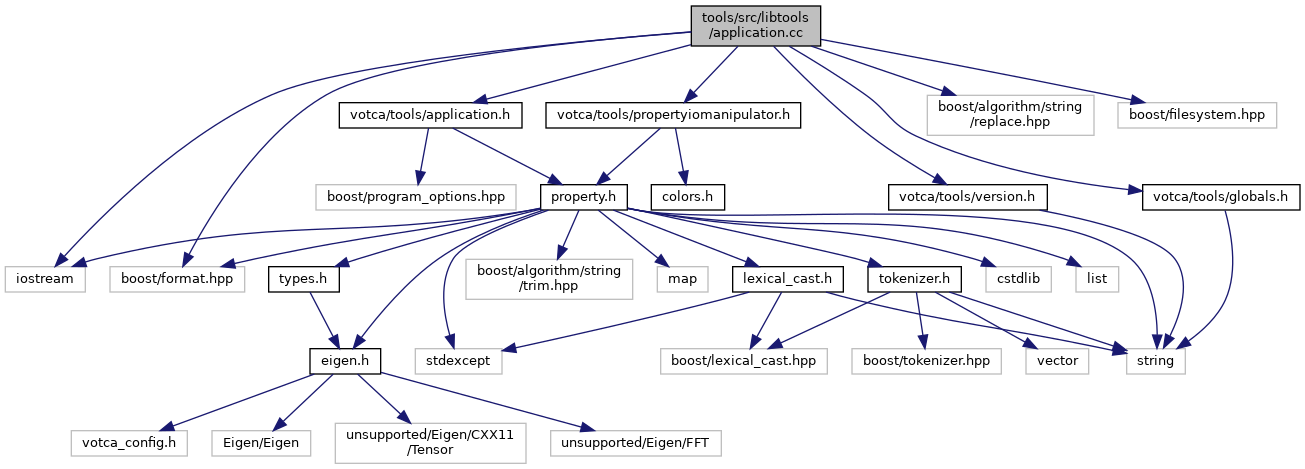 tools/src/libtools
/application.cc
votca/tools/application.h
votca/tools/propertyiomanipulator.h
boost/algorithm/string
/replace.hpp
boost/filesystem.hpp
boost/program_options.hpp
property.h
colors.h
votca/tools/version.h
votca/tools/globals.h
iostream
boost/format.hpp
types.h
boost/algorithm/string
/trim.hpp
map
lexical_cast.h
tokenizer.h
cstdlib
list
eigen.h
stdexcept
boost/lexical_cast.hpp
boost/tokenizer.hpp
vector
string
votca_config.h
Eigen/Eigen
unsupported/Eigen/CXX11
/Tensor
unsupported/Eigen/FFT